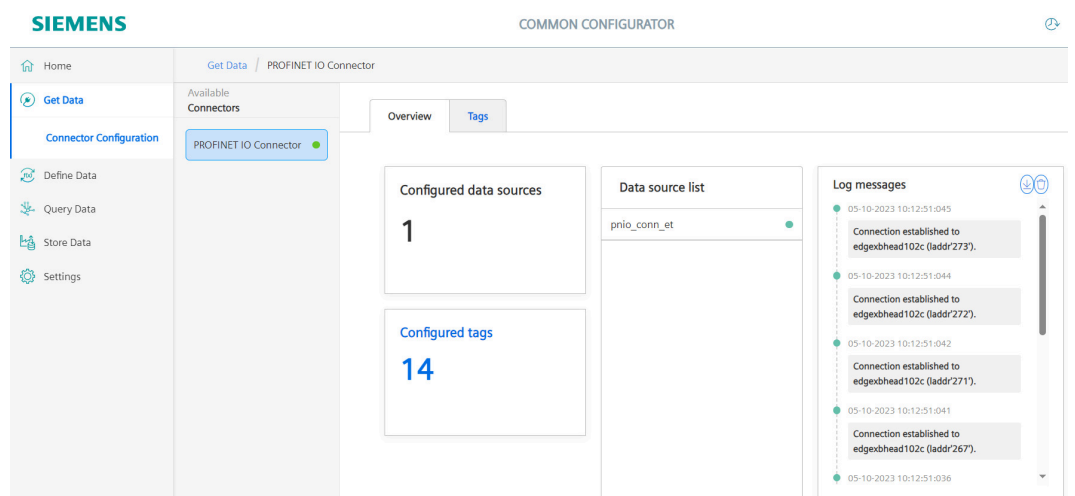 SIEMENS
COMMON CONFIGURATOR
Home
Get Data / PROFINET IO Connector
Get Data
Connector Configuration
Define Data
Query Data
Store Data
Settings
Available
Connectors
PROFINET IO Connector
Overview
Tags
Configured data sources
1
Configured tags
14
Data source list
pnio_conn_et
Log messages
05-10-2023 10:12:51:045
Connection established to
edgexbhead102c (laddr'273').
05-10-2023 10:12:51:044
Connection established to
edgexbhead102c (laddr'272').
05-10-2023 10:12:51:042
Connection established to
edgexbhead102c (laddr'271').
05-10-2023 10:12:51:041
Connection established to
edgexbhead102c (laddr'267').
05-10-2023 10:12:51:036